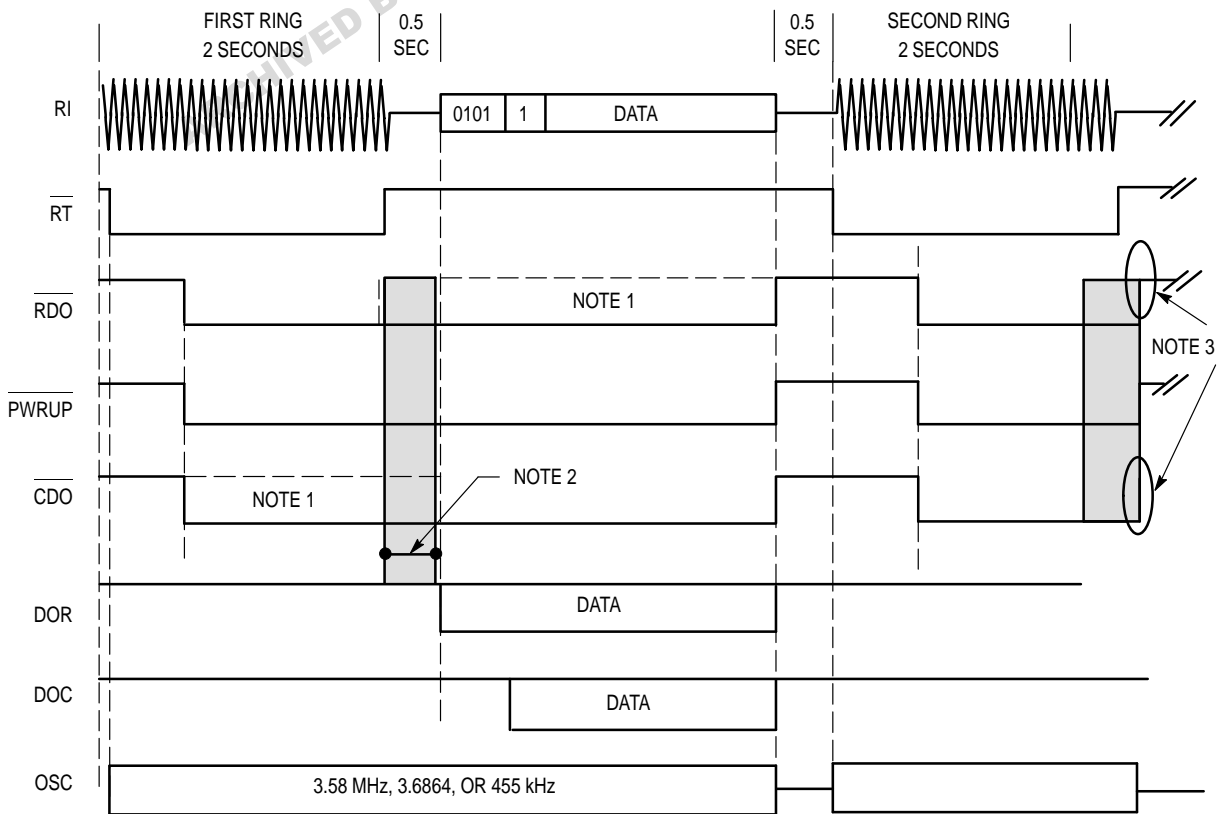 FIRST RING
2 SECONDS
0.5
SEC
0.5
SEC
SECOND RING
2 SECONDS
RI
0101
1
DATA
RT
RDO
NOTE 1
NOTE 3
PWRUP
CDO
NOTE 1
NOTE 2
DOR
DATA
DOC
DATA
OSC
3.58 MHz, 3.6864, OR 455 kHz